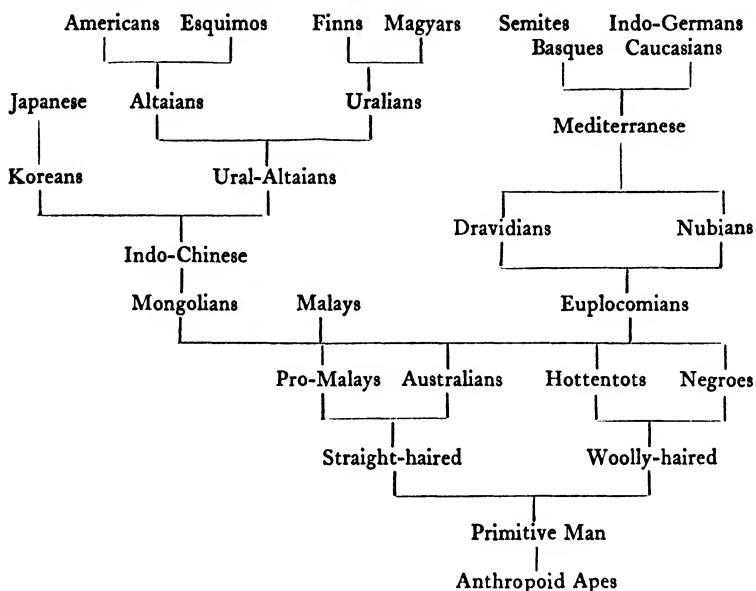 Americans Esquimos Finns Magyars Semites Indo-Germans
Basques Caucasians
Japanese Altaians Uralians
Mediterranese
Koreans Ural-Altaians
Dravidians Nubians
Indo-Chinese
Mongolians Malays Euplocomians
Pro-Malays Australians Hottentots Negroes
Straight-haired Woolly-haired
Primitive Man
Anthropoid Apes